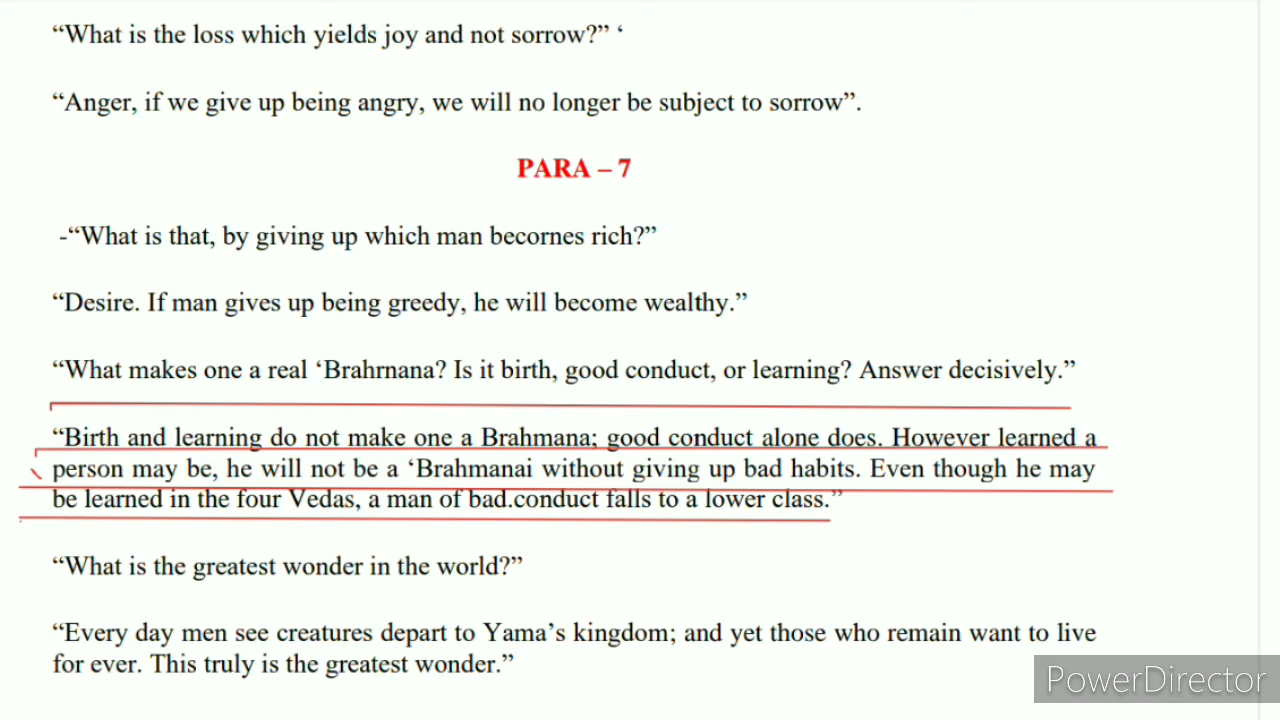 “What is the loss which yields joy and not sorrow?” ‘
“Anger, if we give up being angry, we will no longer be subject to sorrow”.
PARA – 7
-“What is that, by giving up which man becornes rich?”
“Desire. If man gives up being greedy, he will become wealthy.”
“What makes one a real ‘Brahrnana? Is it birth, good conduct, or learning? Answer decisively.”
“Birth and learning do not make one a Brahmana; good conduct alone does. However learned a
person may be, he will not be a ‘Brahmanai without giving up bad habits. Even though he may
be learned in the four Vedas, a man of bad.conduct falls to a lower class.”
“What is the greatest wonder in the world?”
“Every day men see creatures depart to Yama’s kingdom; and yet those who remain want to live
for ever. This truly is the greatest wonder.”
PowerDirector